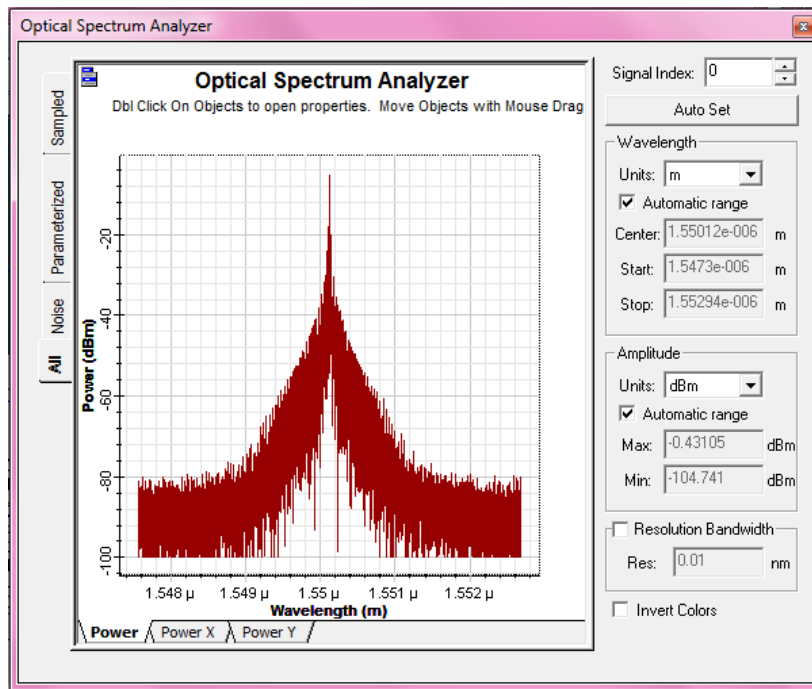 Optical Spectrum Analyzer
Optical Spectrum Analyzer
Dbl Click On Objects to open properties. Move Objects with Mouse Drag
Sampled
Parameterized
Noise
All
Power (dBm)
-20
-40
-60
-80
-100
1.548 µ
1.549 µ
1.55 µ
1.551 µ
1.552 µ
Wavelength (m)
Power
Power X
Power Y
Signal Index: 0
Auto Set
Wavelength
Units: m
Automatic range
Center: 1.55012e-006 m
Start: 1.5473e-006 m
Stop: 1.55294e-006 m
Amplitude
Units: dBm
Automatic range
Max: -0.43105 dBm
Min: -104.741 dBm
Resolution Bandwidth
Res: 0.01 nm
Invert Colors